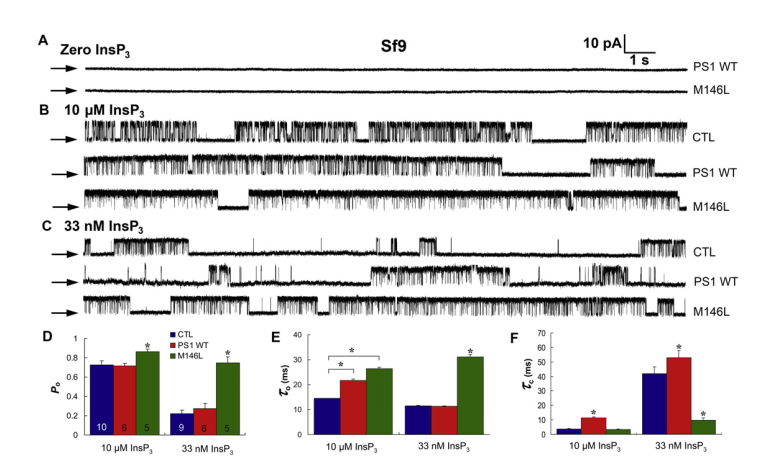 A
Zero InsP3
Sf9
10 pA
1 s
PS1 WT
M146L
B
10 µM InsP3
CTL
PS1 WT
M146L
C
33 nM InsP3
CTL
PS1 WT
M146L
D
CTL
PS1 WT
M146L
Po
1
0.8
0.6
0.4
0.2
0
*
*
10
6
5
9
6
5
10 µM InsP3
33 nM InsP3
E
τo (ms)
40
30
20
10
0
*
*
*
10 µM InsP3
33 nM InsP3
F
τc (ms)
70
60
50
40
30
20
10
0
*
*
*
10 µM InsP3
33 nM InsP3